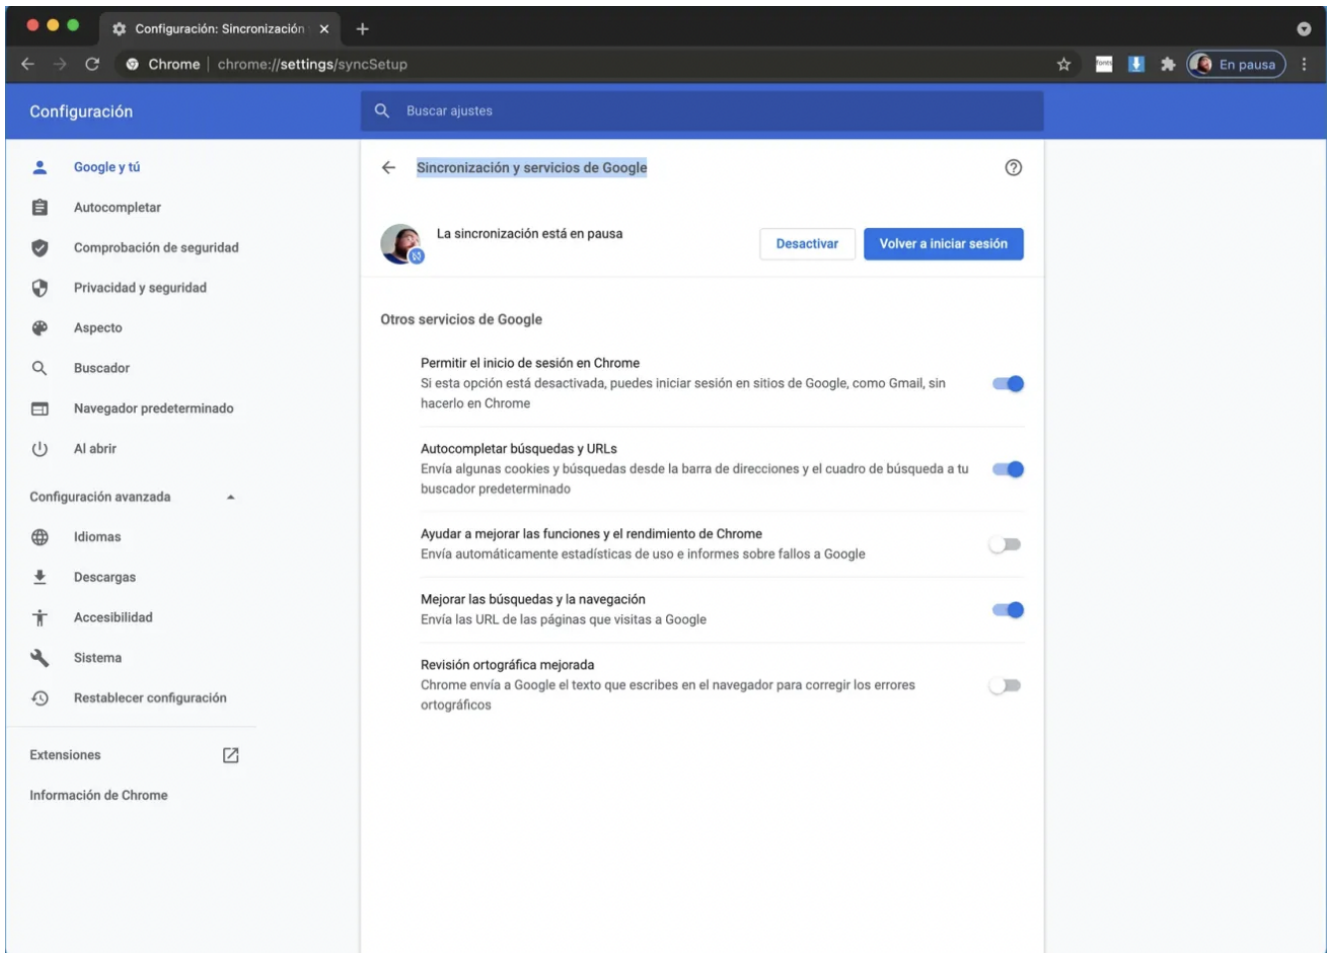 Configuración: Sincronización
Chrome | chrome://settings/syncSetup
fonts
En pausa
Configuración
Buscar ajustes
Google y tú
Autocompletar
Comprobación de seguridad
Privacidad y seguridad
Aspecto
Buscador
Navegador predeterminado
Al abrir
Configuración avanzada
Idiomas
Descargas
Accesibilidad
Sistema
Restablecer configuración
Extensiones
Información de Chrome
Sincronización y servicios de Google
La sincronización está en pausa
Desactivar
Volver a iniciar sesión
Otros servicios de Google
Permitir el inicio de sesión en Chrome
Si esta opción está desactivada, puedes iniciar sesión en sitios de Google, como Gmail, sin
hacerlo en Chrome
Autocompletar búsquedas y URLs
Envía algunas cookies y búsquedas desde la barra de direcciones y el cuadro de búsqueda a tu
buscador predeterminado
Ayudar a mejorar las funciones y el rendimiento de Chrome
Envía automáticamente estadísticas de uso e informes sobre fallos a Google
Mejorar las búsquedas y la navegación
Envía las URL de las páginas que visitas a Google
Revisión ortográfica mejorada
Chrome envía a Google el texto que escribes en el navegador para corregir los errores
ortográficos